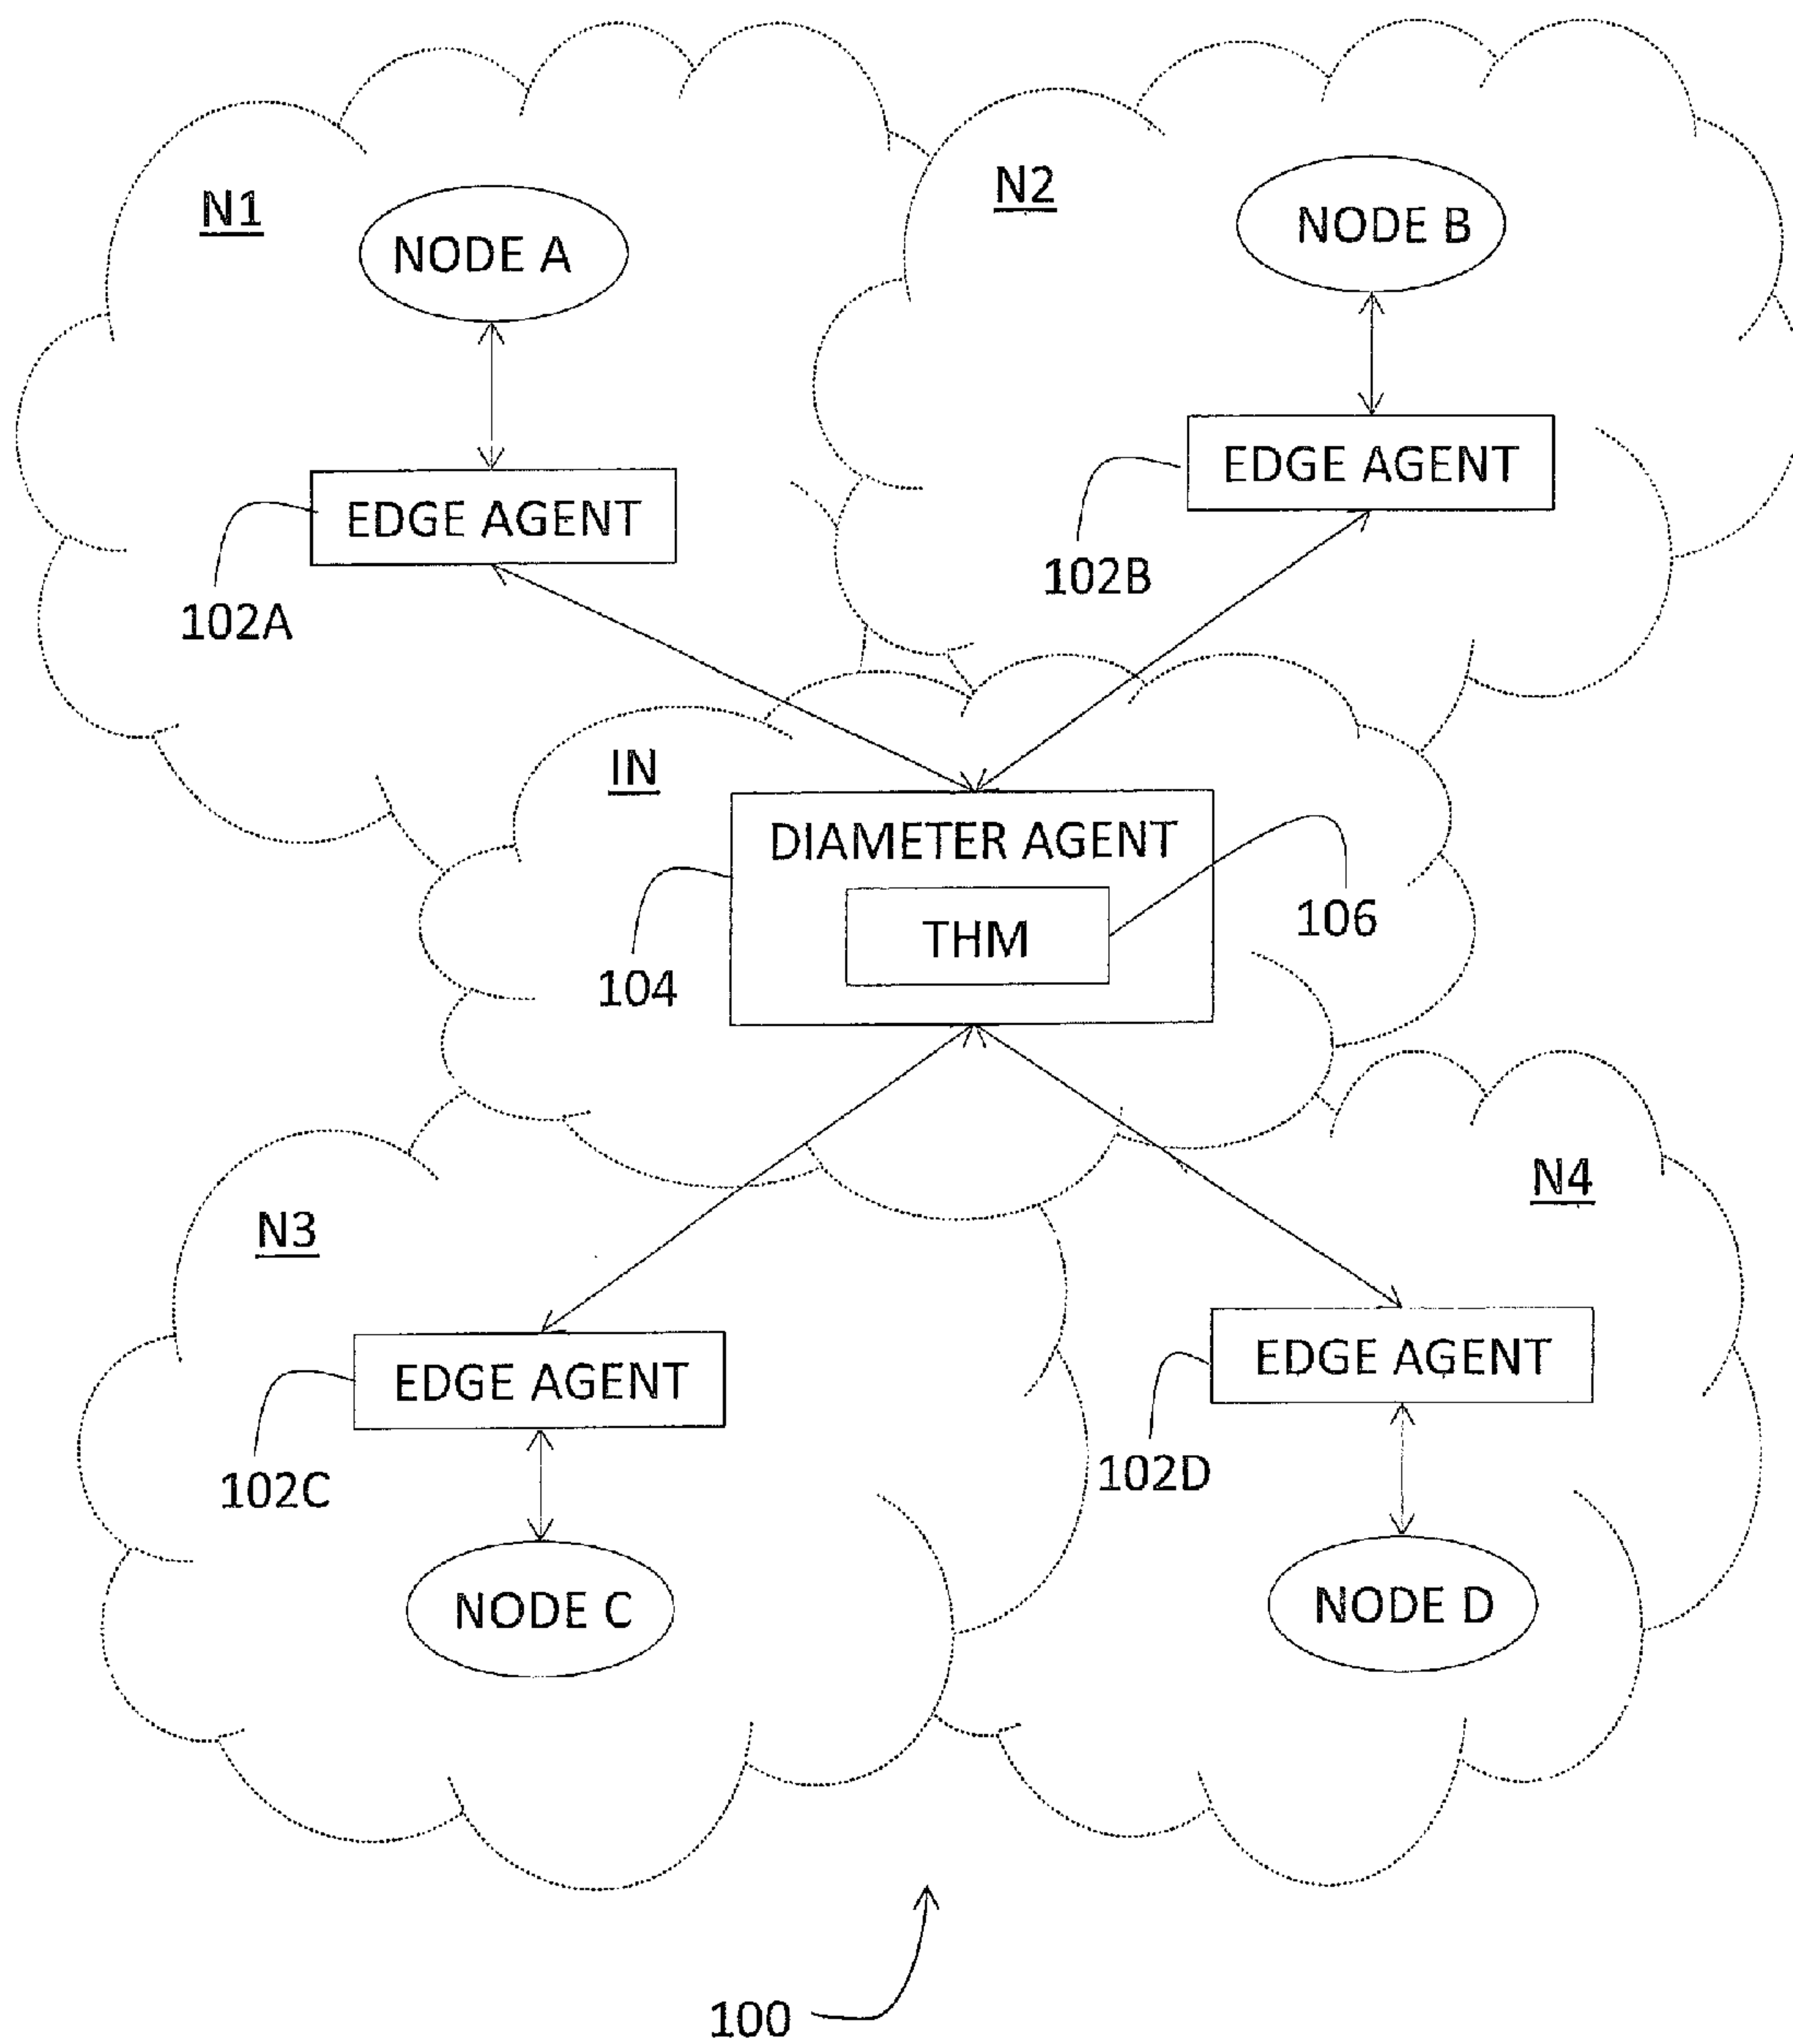 N1
NODE A
N2
NODE B
EDGE AGENT
102A
EDGE AGENT
102B
IN
DIAMETER AGENT
THM
104
106
N3
N4
EDGE AGENT
102C
EDGE AGENT
102D
NODE C
NODE D
100